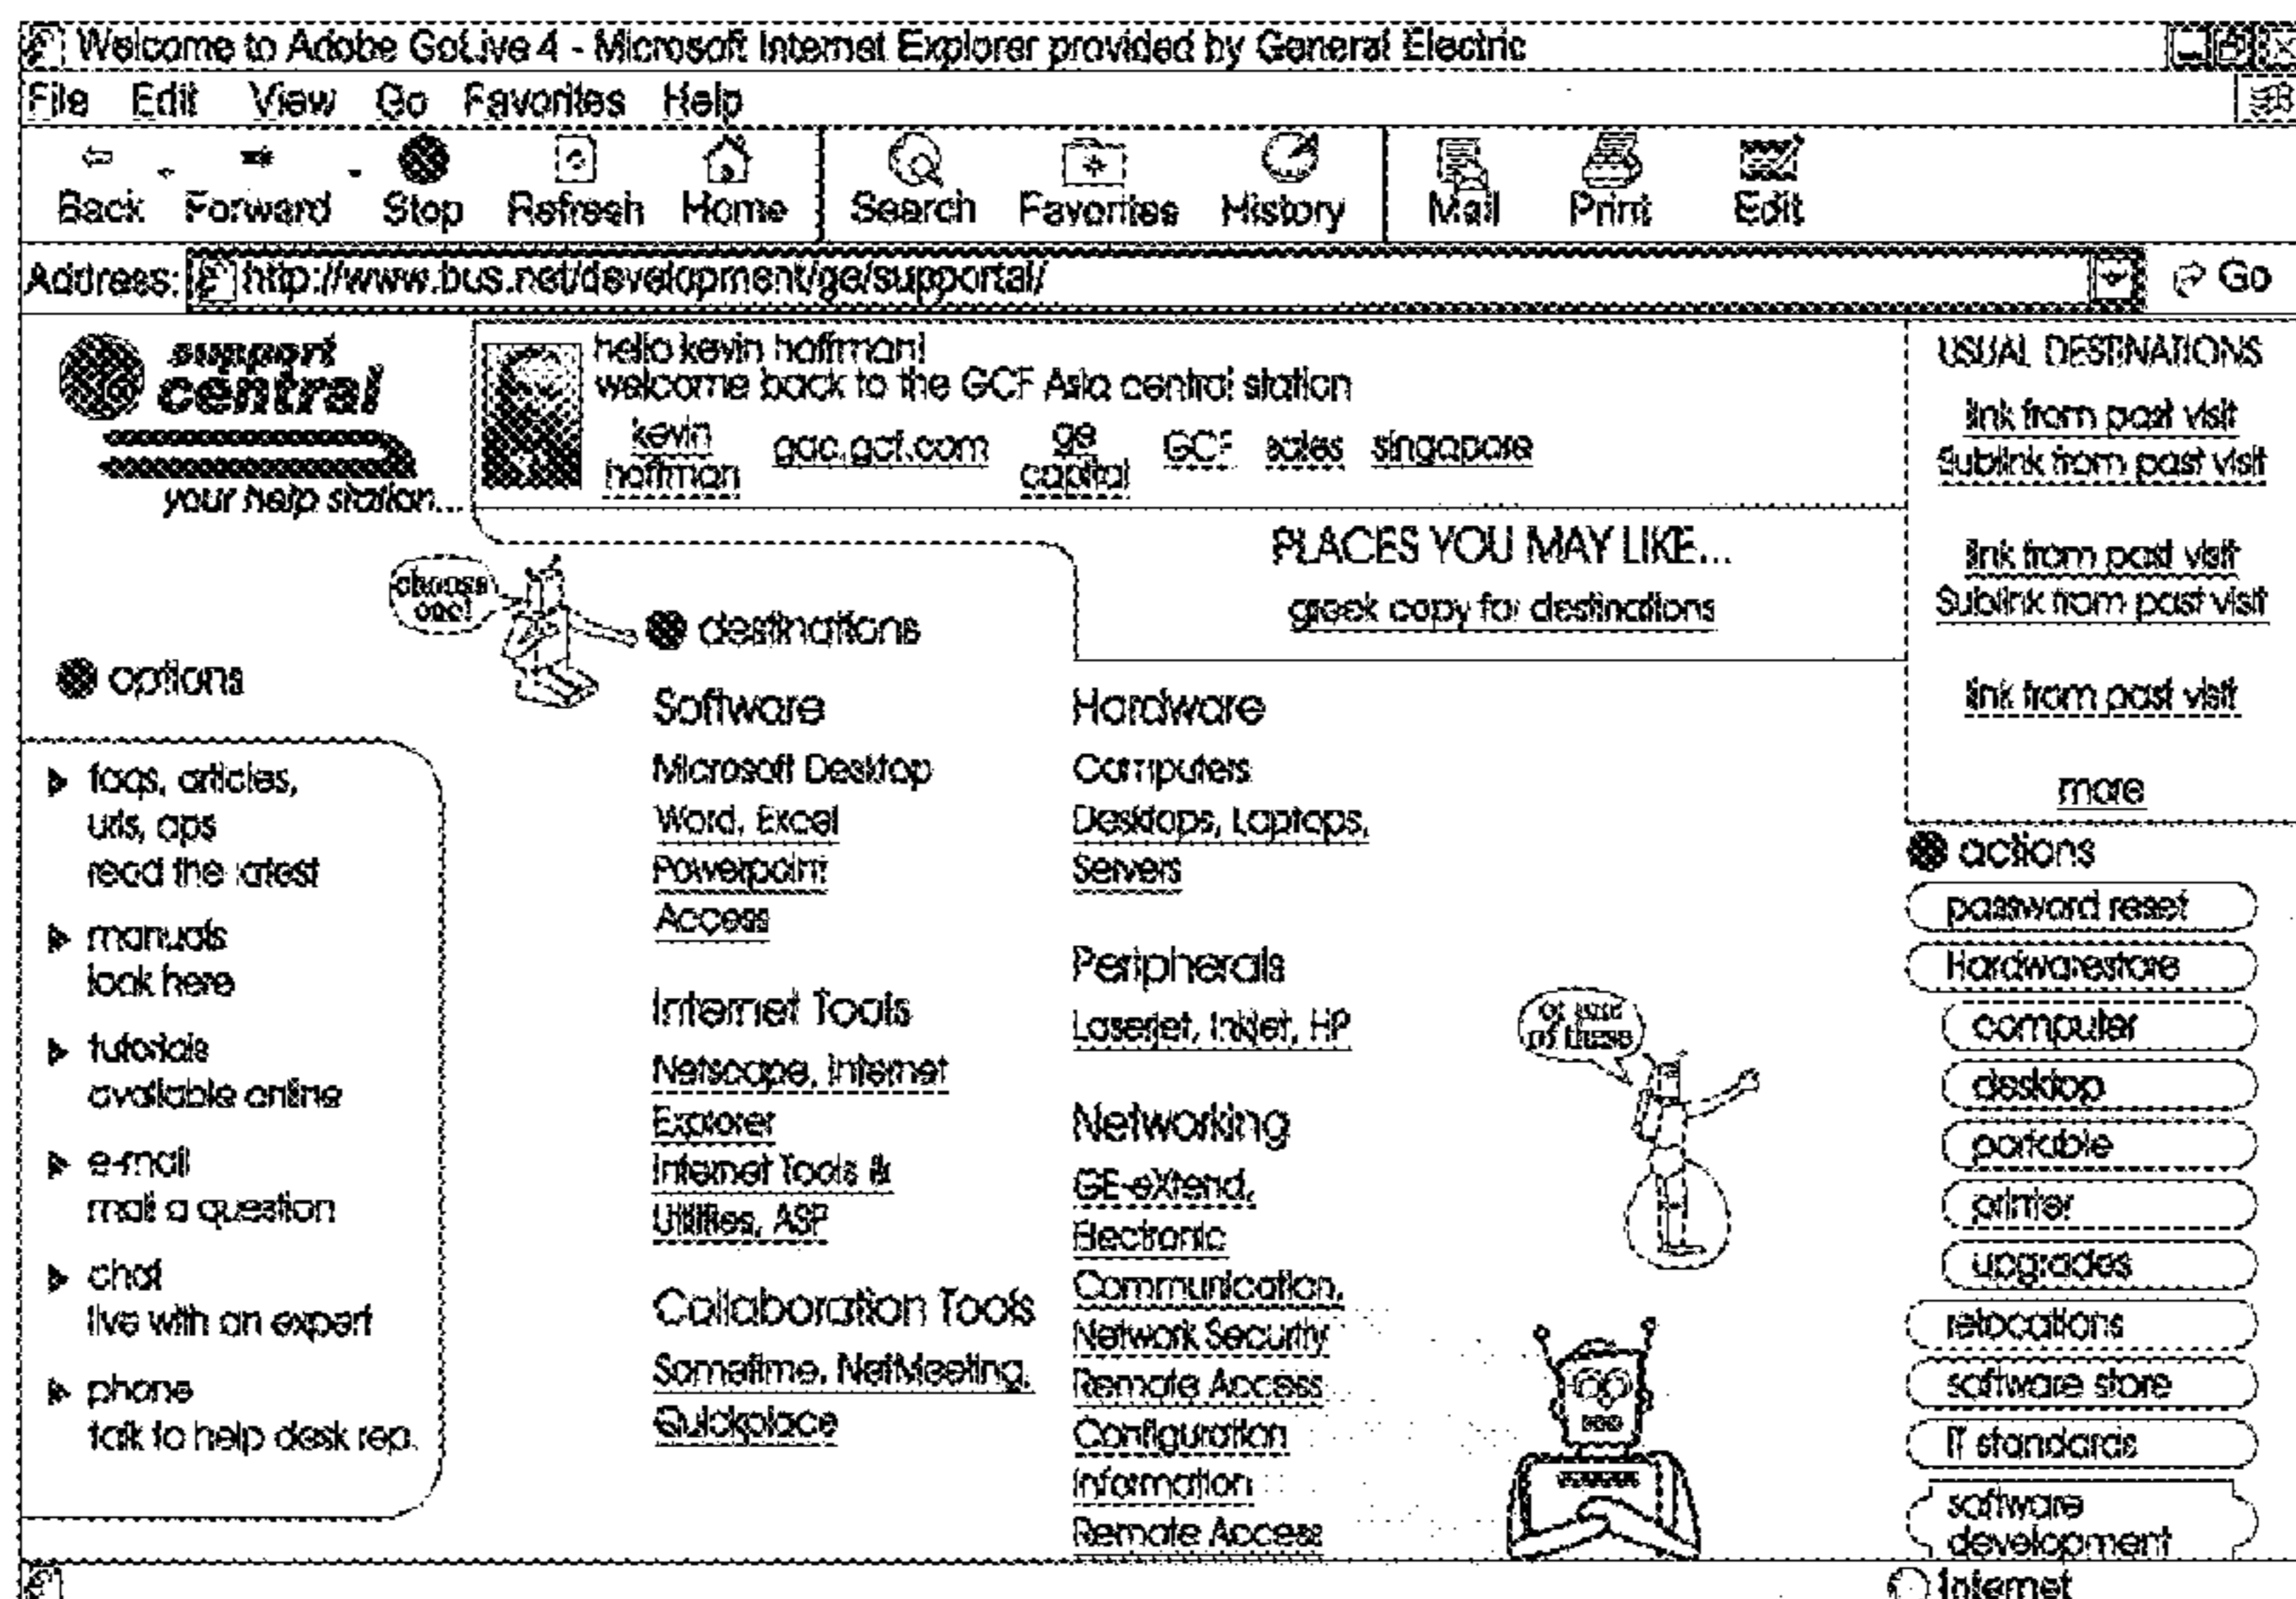 Welcome to Adobe GoLive 4 - Microsoft Internet Explorer provided by General Electric
File Edit View Go Favorites Help
Back Forward Stop Refresh Home Search Favorites History Mail Print Edit
Address: http://www.bus.net/development/ge/supportal/ Go
support
central
your help station...
hello kevin hoffman!
welcome back to the GCF Asia central station
kevin
hoffman
gac.gcf.com
ge
capital
GCF
sales
singapore
USUAL DESTINATIONS
link from past visit
Sublink from past visit
link from past visit
Sublink from past visit
link from past visit
more
PLACES YOU MAY LIKE...
greek copy for destinations
choose
one!
options
faqs, articles,
urls, aps
read the latest
manuals
look here
tutorials
available online
e-mail
mail a question
chat
live with an expert
phone
talk to help desk rep.
destinations
Software
Microsoft Desktop
Word, Excel
Powerpoint
Access
Internet Tools
Netscape, Internet
Explorer
Internet Tools &
Utilities, ASP
Collaboration Tools
Sametime, NetMeeting,
Quickplace
Hardware
Computers
Desktops, Laptops,
Servers
Peripherals
Laserjet, Inkjet, HP
Networking
GE-eXtend,
Electronic
Communication,
Network Security
Remote Access
Configuration
Information
Remote Access
of these
actions
password reset
Hardwarestore
computer
desktop
portable
printer
upgrades
relocations
software store
IT standards
software
development
Internet